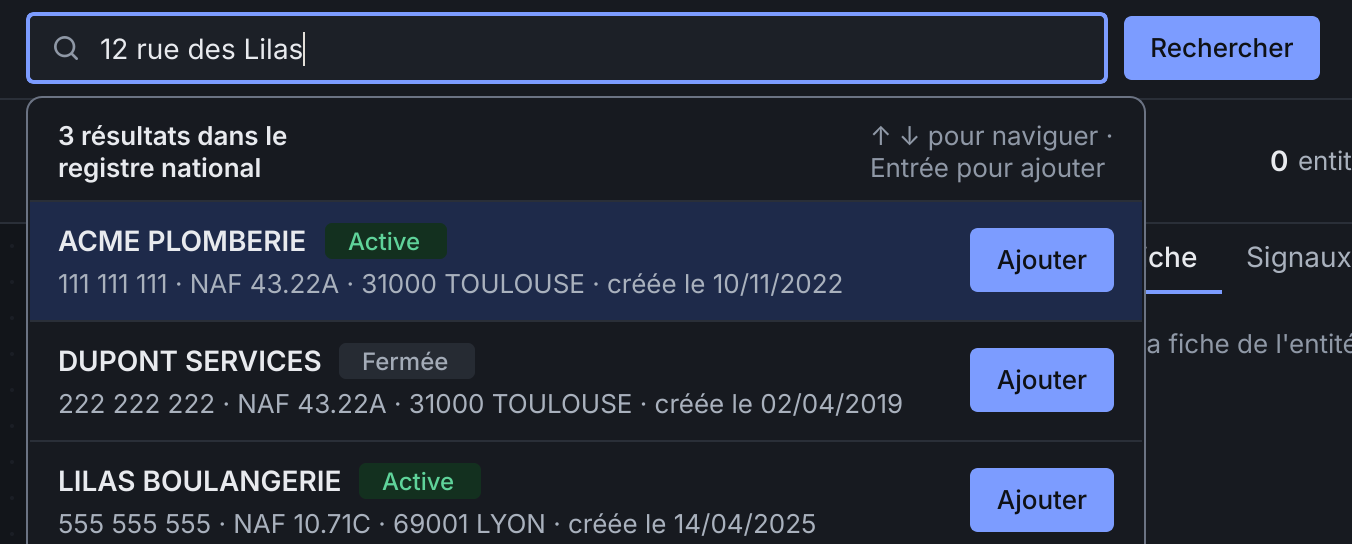 12 rue des Lilas
Rechercher
3 résultats dans le
registre national
↑ ↓ pour naviguer ·
Entrée pour ajouter
0 entit
ACME PLOMBERIE Active
111 111 111 · NAF 43.22A · 31000 TOULOUSE · créée le 10/11/2022
Ajouter
che Signaux
DUPONT SERVICES Fermée
222 222 222 · NAF 43.22A · 31000 TOULOUSE · créée le 02/04/2019
Ajouter
a fiche de l'entité
LILAS BOULANGERIE Active
555 555 555 · NAF 10.71C · 69001 LYON · créée le 14/04/2025
Ajouter